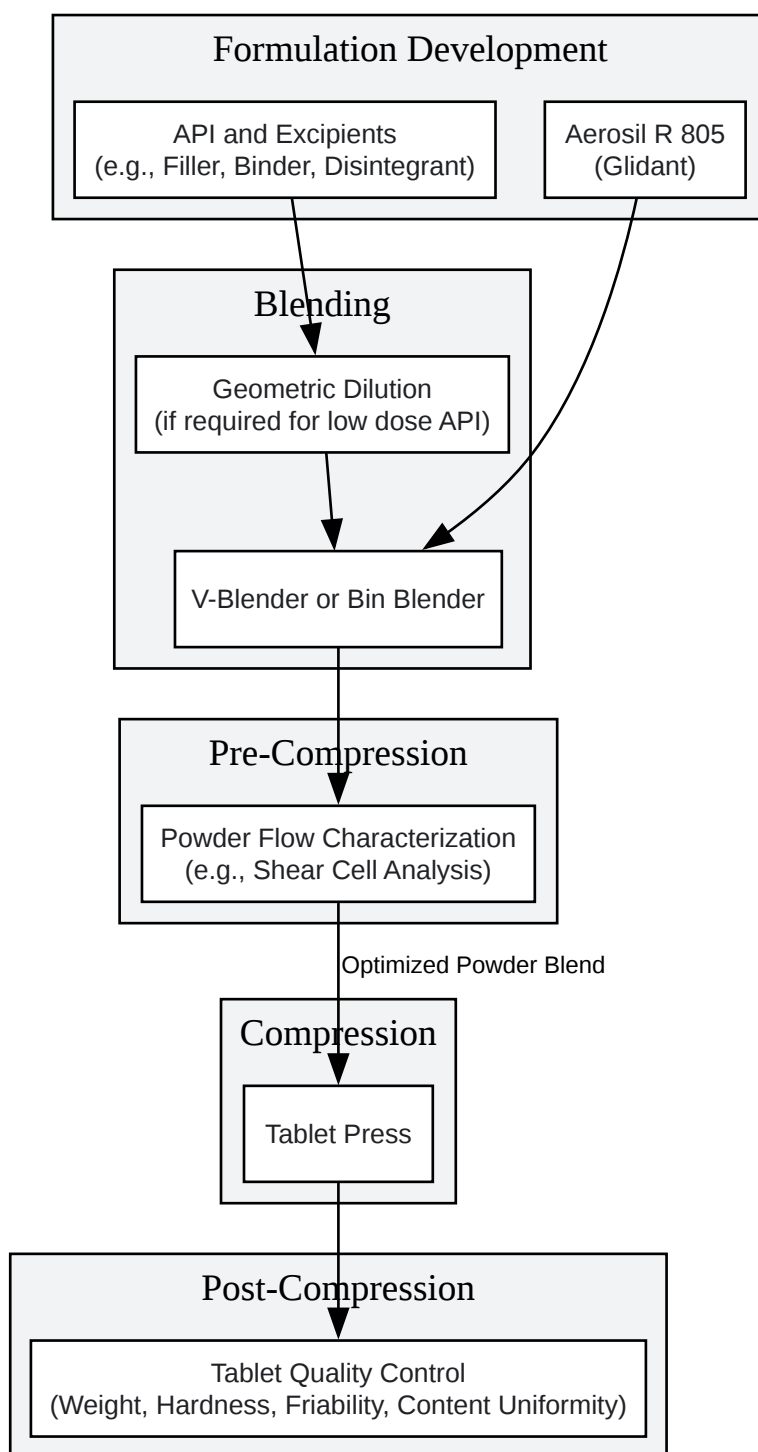 Formulation Development
API and Excipients
(e.g., Filler, Binder, Disintegrant)
Aerosil R 805
(Glidant)
Blending
Geometric Dilution
(if required for low dose API)
V-Blender or Bin Blender
Pre-Compression
Powder Flow Characterization
(e.g., Shear Cell Analysis)
Optimized Powder Blend
Compression
Tablet Press
Post-Compression
Tablet Quality Control
(Weight, Hardness, Friability, Content Uniformity)